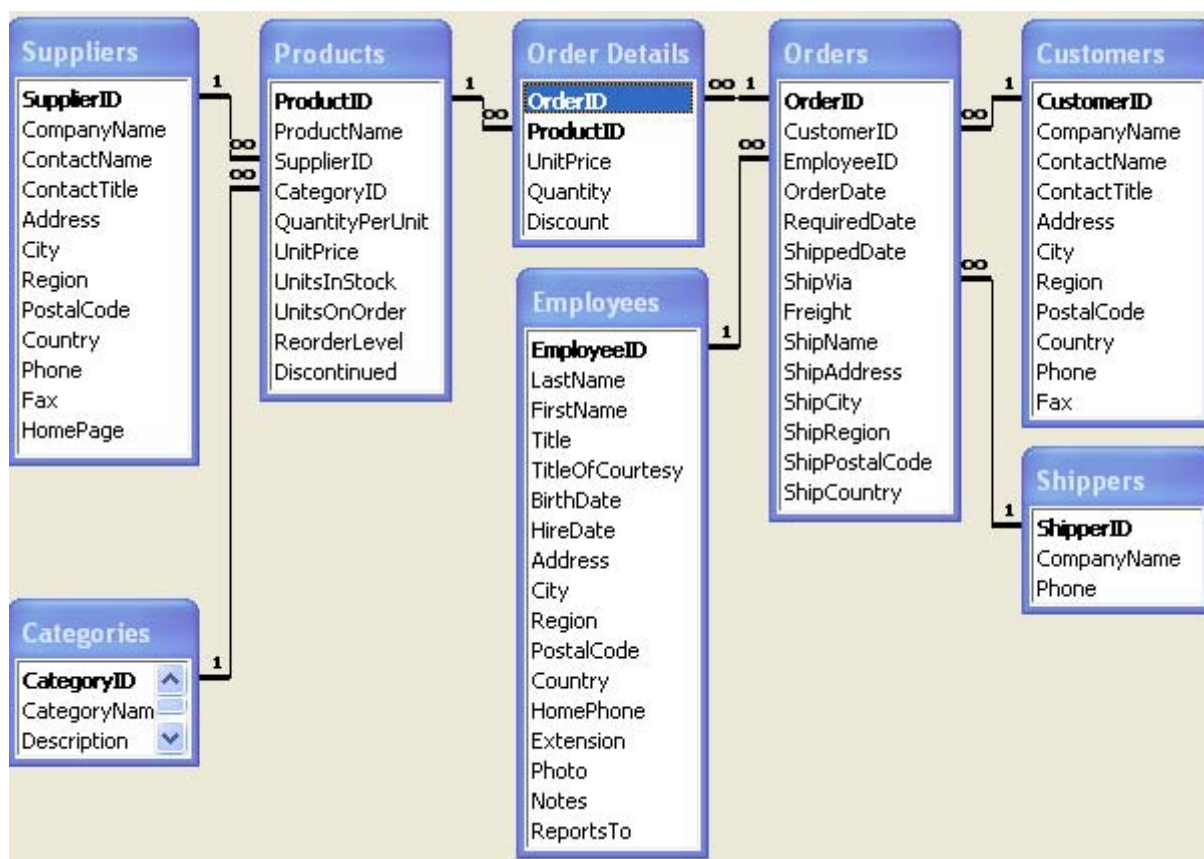 Suppliers
SupplierID
CompanyName
ContactName
ContactTitle
Address
City
Region
PostalCode
Country
Phone
Fax
HomePage
1
∞
∞
Products
ProductID
ProductName
SupplierID
CategoryID
QuantityPerUnit
UnitPrice
UnitsInStock
UnitsOnOrder
ReorderLevel
Discontinued
1
∞
Order Details
OrderID
ProductID
UnitPrice
Quantity
Discount
∞ 1
∞
Orders
OrderID
CustomerID
EmployeeID
OrderDate
RequiredDate
ShippedDate
ShipVia
Freight
ShipName
ShipAddress
ShipCity
ShipRegion
ShipPostalCode
ShipCountry
1
∞
∞
Customers
CustomerID
CompanyName
ContactName
ContactTitle
Address
City
Region
PostalCode
Country
Phone
Fax
Employees
EmployeeID
LastName
FirstName
Title
TitleOfCourtesy
BirthDate
HireDate
Address
City
Region
PostalCode
Country
HomePhone
Extension
Photo
Notes
ReportsTo
1
Shippers
ShipperID
CompanyName
Phone
1
Categories
CategoryID
CategoryNam
Description
1